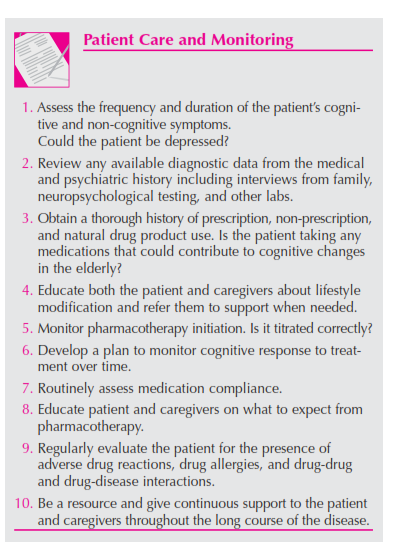 Patient Care and Monitoring
1. Assess the frequency and duration of the patient's cogni-
tive and non-cognitive symptoms.
Could the patient be depressed?
2. Review any available diagnostic data from the medical
and psychiatric history including interviews from family,
neuropsychological testing, and other labs.
3. Obtain a thorough history of prescription, non-prescription,
and natural drug product use. Is the patient taking any
medications that could contribute to cognitive changes
in the elderly?
4. Educate both the patient and caregivers about lifestyle
modification and refer them to support when needed.
5. Monitor pharmacotherapy initiation. Is it titrated correctly?
6. Develop a plan to monitor cognitive response to treat-
ment over time.
7. Routinely assess medication compliance.
8. Educate patient and caregivers on what to expect from
pharmacotherapy.
9. Regularly evaluate the patient for the presence of
adverse drug reactions, drug allergies, and drug-drug
and drug-disease interactions.
10. Be a resource and give continuous support to the patient
and caregivers throughout the long course of the disease.